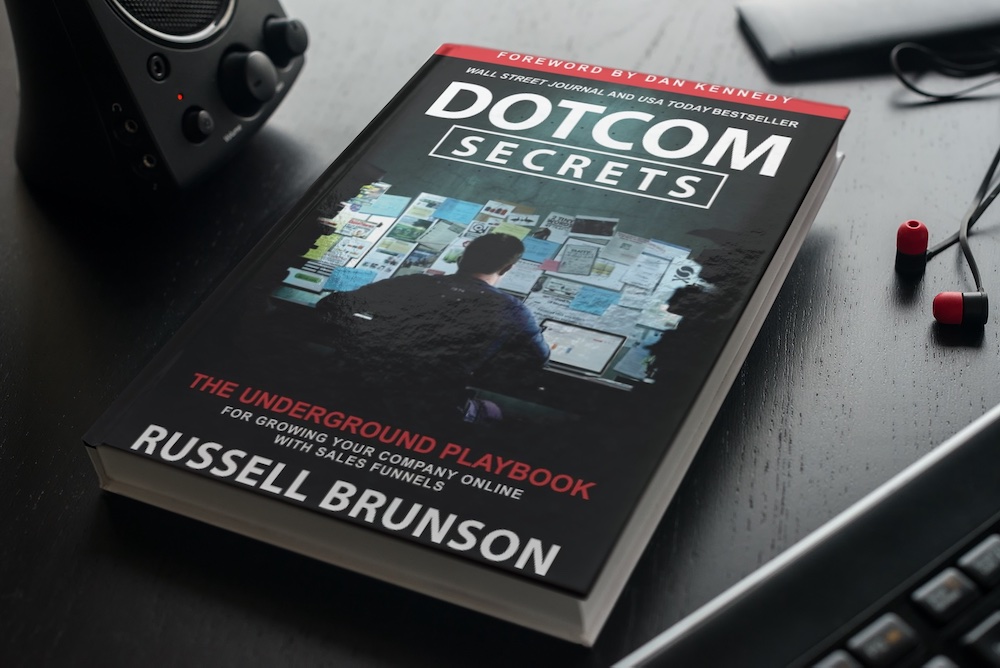 FOREWORD BY DAN KENNEDY
WALL STREET JOURNAL AND USA TODAY BESTSELLER
DOTCOM
SECRETS
THE UNDERGROUND PLAYBOOK
FOR GROWING YOUR COMPANY ONLINE
WITH SALES FUNNELS
RUSSELL BRUNSON